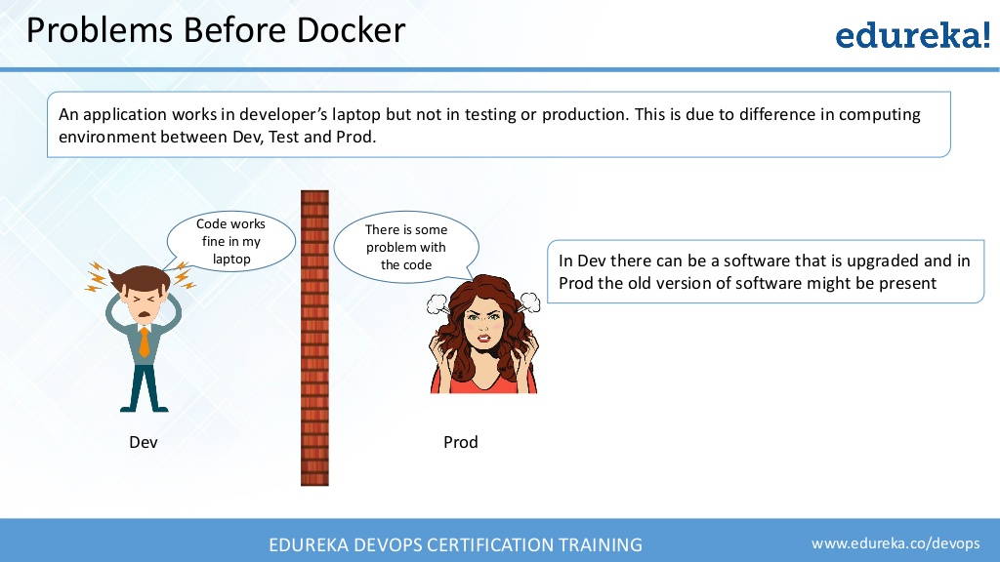 Problems Before Docker
edureka!
An application works in developer’s laptop but not in testing or production. This is due to difference in computing
environment between Dev, Test and Prod.
Code works
fine in my
laptop
There is some
problem with
the code
In Dev there can be a software that is upgraded and in
Prod the old version of software might be present
Dev
Prod
EDUREKA DEVOPS CERTIFICATION TRAINING
www.edureka.co/devops